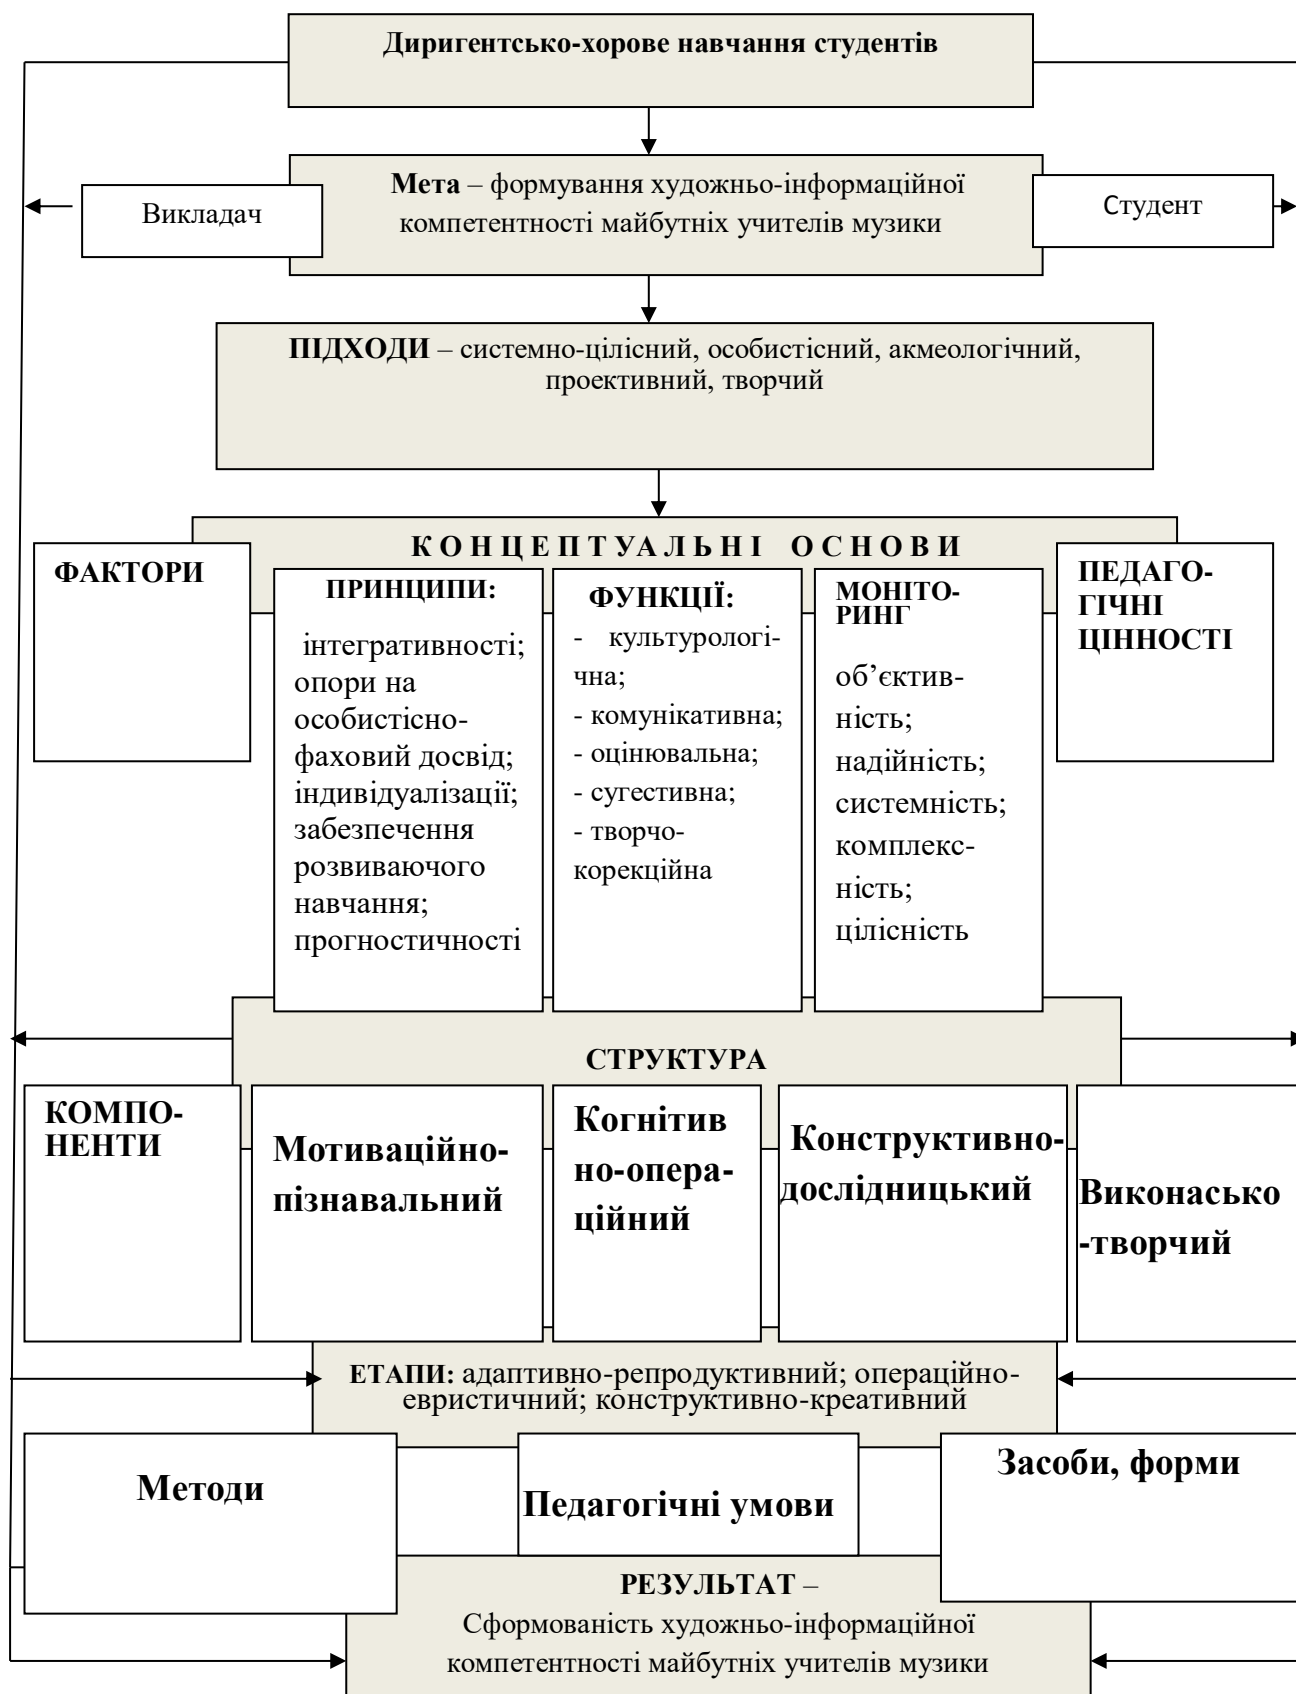 Диригентсько-хорове навчання студентів
Мета – формування художньо-інформаційної
компетентності майбутніх учителів музики
Викладач
Студент
ПІДХОДИ – системно-цілісний, особистісний, акмеологічний,
проективний, творчий
КОНЦЕПТУАЛЬНІ ОСНОВИ
ФАКТОРИ
ПРИНЦИПИ:
інтегративності;
опори на
особистісно-
фаховий досвід;
індивідуалізації;
забезпечення
розвиваючого
навчання;
прогностичності
ФУНКЦІЇ:
- культурологі-
чна;
- комунікативна;
- оцінювальна;
- сугестивна;
- творчо-
корекційна
МОНІТО-
РИНГ
об’єктив-
ність;
надійність;
системність;
комплекс-
ність;
цілісність
ПЕДАГО-
ГІЧНІ
ЦІННОСТІ
СТРУКТУРА
КОМПО-
НЕНТИ
Мотиваційно-
пізнавальний
Когнітив
но-опера-
ційний
Конструктивно-
дослідницький
Виконасько
-творчий
ЕТАПИ: адаптивно-репродуктивний; операційно-
евристичний; конструктивно-креативний
Методи
Педагогічні умови
Засоби, форми
РЕЗУЛЬТАТ –
Сформованість художньо-інформаційної
компетентності майбутніх учителів музики